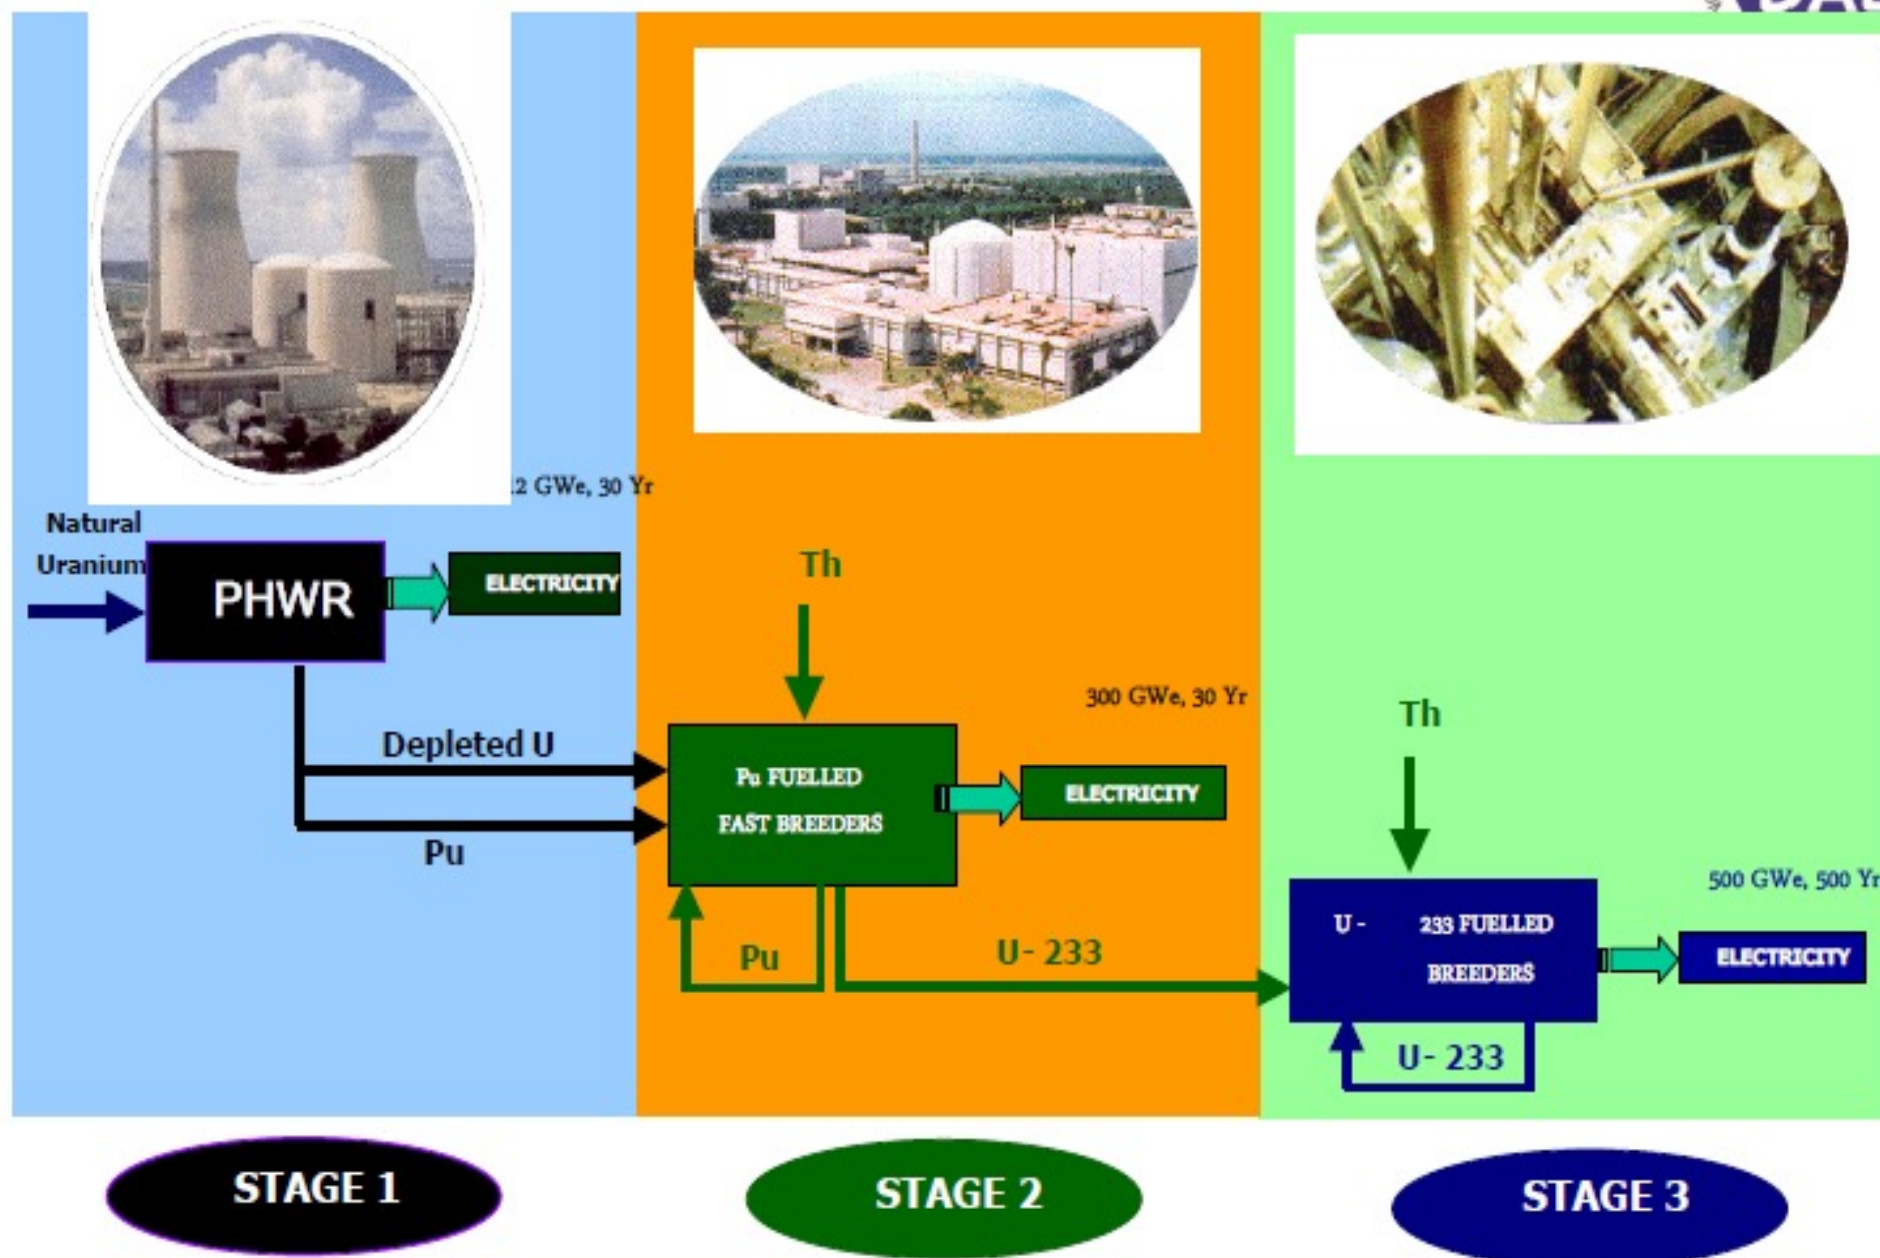 .2 GWe, 30 Yr
Natural
Uranium
PHWR
ELECTRICITY
Th
300 GWe, 30 Yr
Depleted U
Pu FUELLED
FAST BREEDERS
ELECTRICITY
Pu
Th
500 GWe, 500 Yr
Pu
U- 233
U - 233 FUELLED
BREEDERS
ELECTRICITY
U- 233
STAGE 1
STAGE 2
STAGE 3